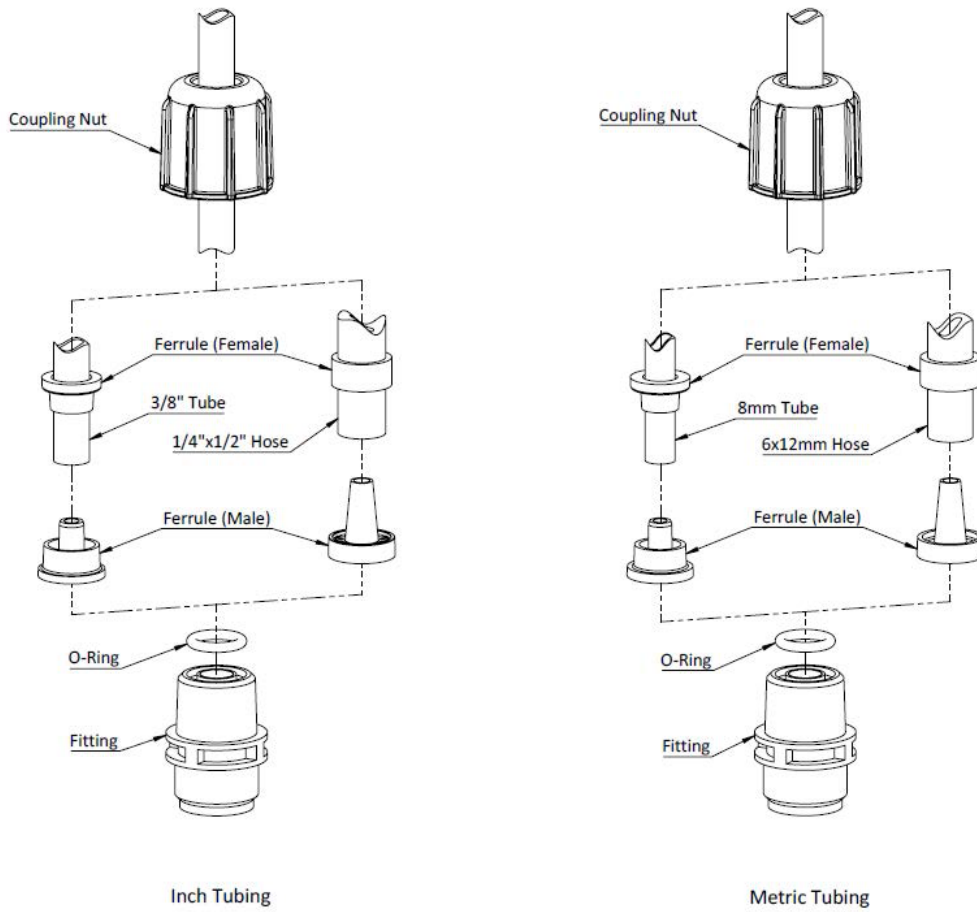 Coupling Nut
Ferrule (Female)
3/8" Tube
1/4"x1/2" Hose
Ferrule (Male)
O-Ring
Fitting
Inch Tubing
Coupling Nut
Ferrule (Female)
8mm Tube
6x12mm Hose
Ferrule (Male)
O-Ring
Fitting
Metric Tubing